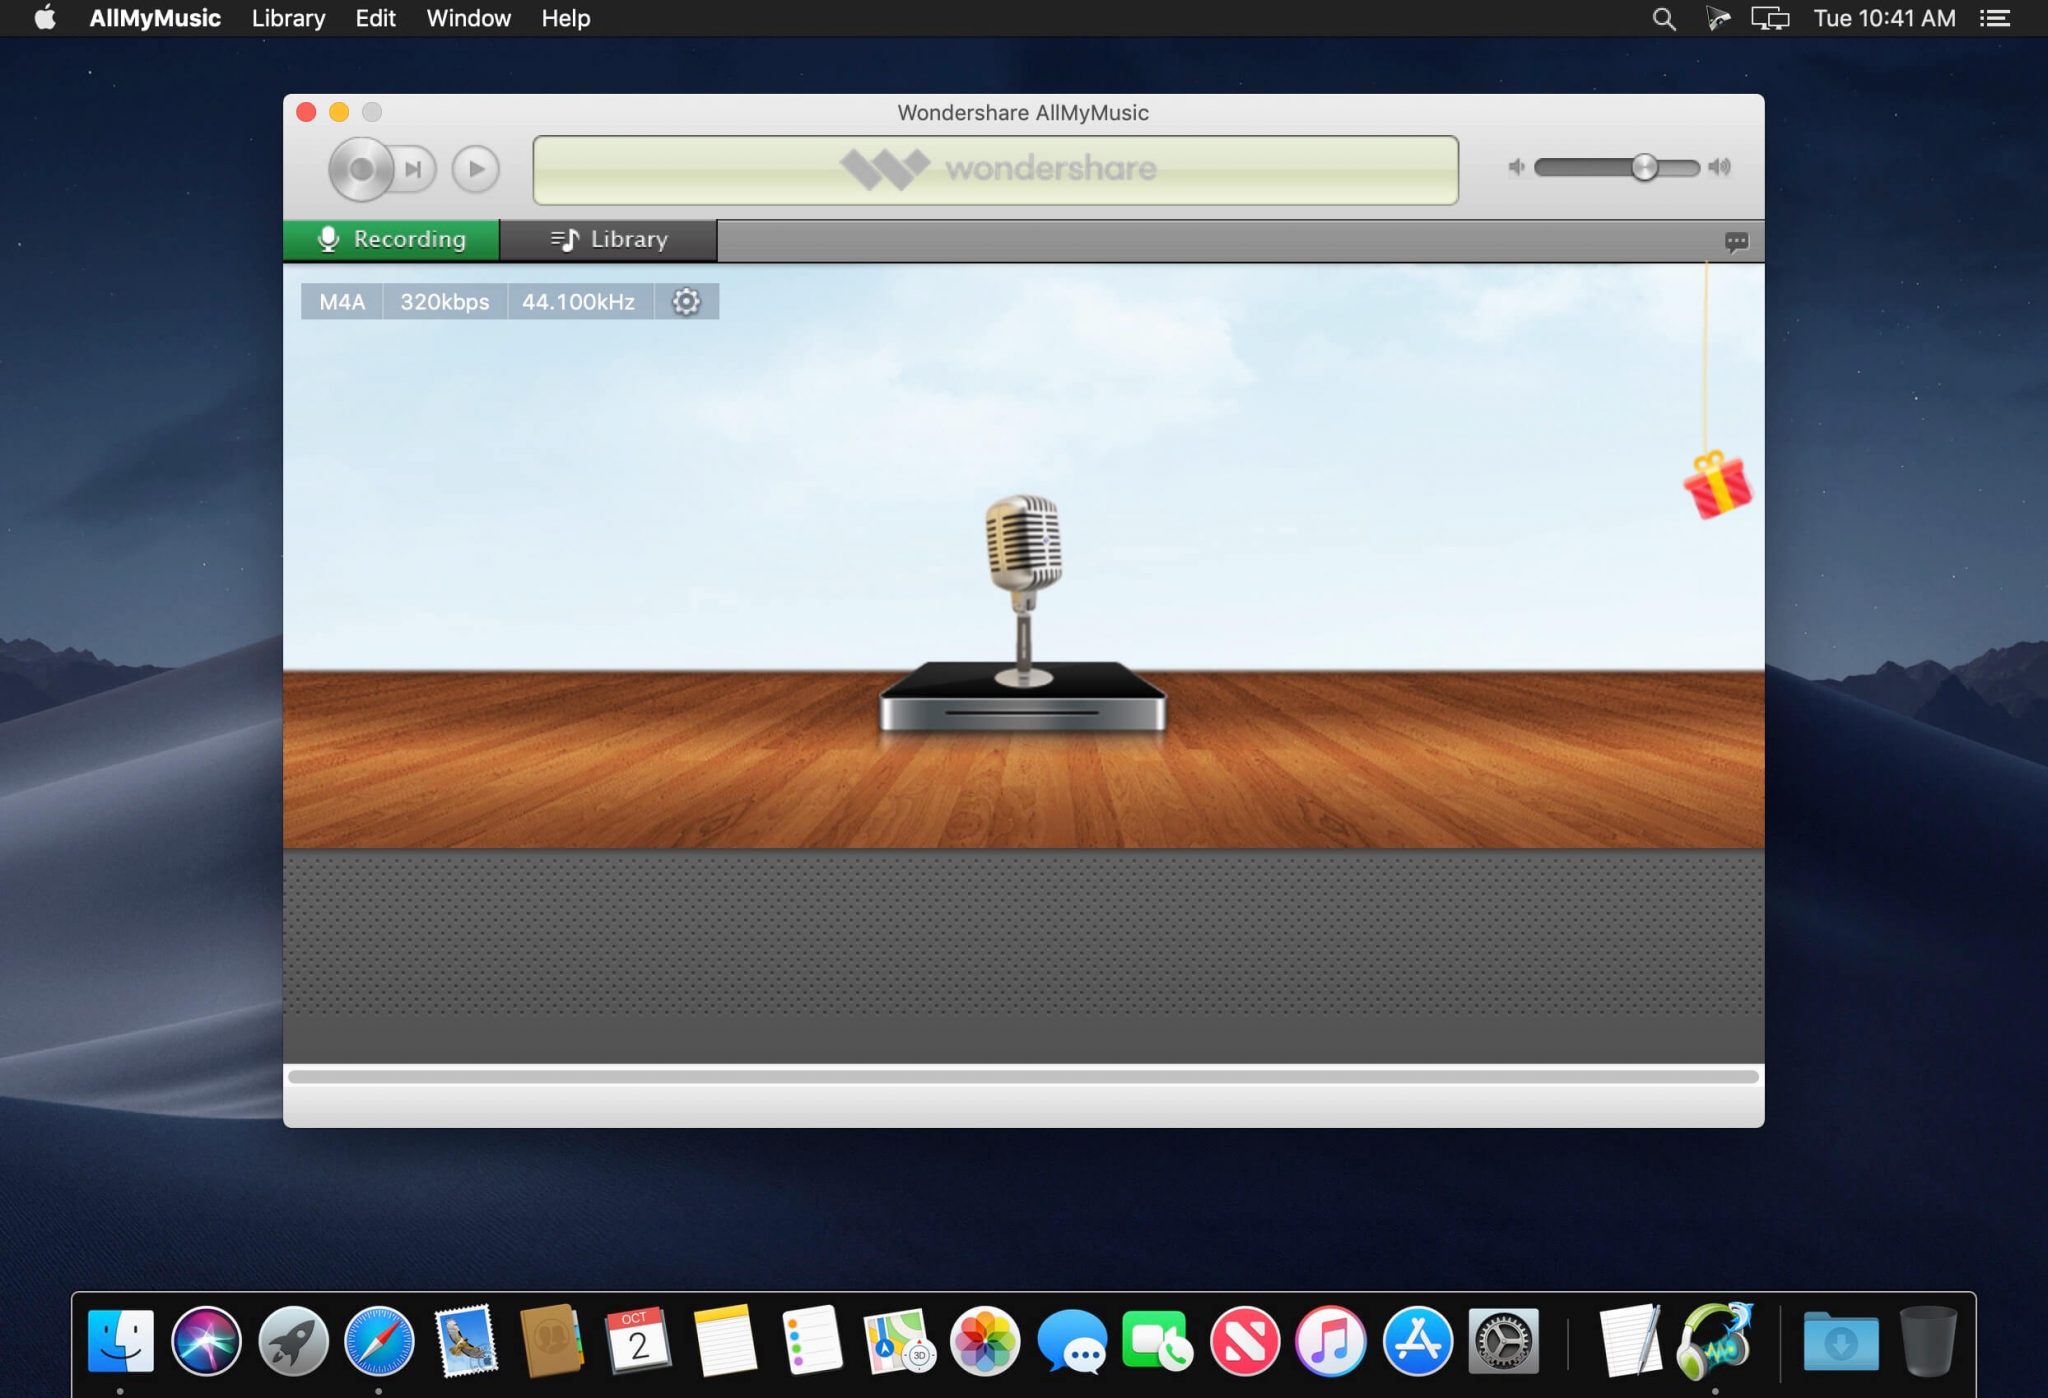 AllMyMusic Library Edit Window Help Tue 10:41 AM
Wondershare AllMyMusic
wondershare
Recording Library
M4A 320kbps 44.100kHz
OCT
2
3D